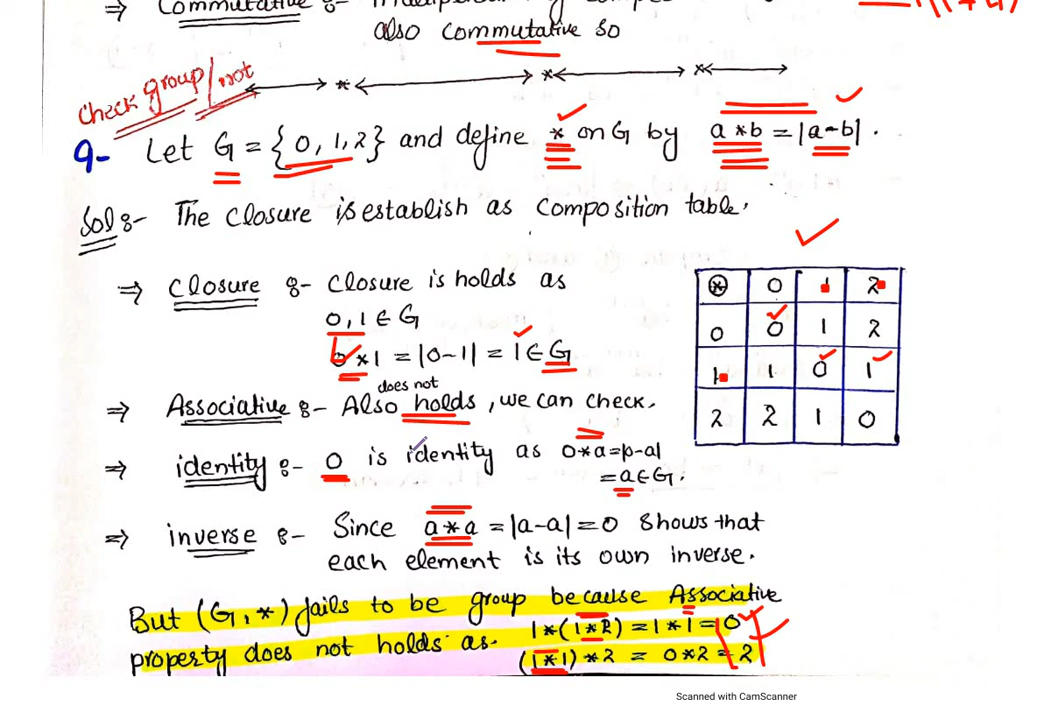 ⇒ Commutative :-
also commutative so
Check group/not
Q- Let G = {0, 1, 2} and define * on G by a * b = |a-b|.
Sol :- The closure is establish as composition table.
⇒ Closure :- Closure is holds as
0, 1 ∈ G
0 * 1 = |0-1| = 1 ∈ G
⇒ Associative :- Also does not holds, we can check.
⇒ identity :- 0 is identity as 0*a=|0-a|
=a∈G.
⇒ inverse :- Since a * a = |a-a| = 0 shows that
each element is its own inverse.
* 0 1 2
0 0 1 2
1 1 0 1
2 2 1 0
But (G, *) fails to be group because Associative
property does not holds as. 1*(1*2) = 1*1=0
(1*1)*2 = 0*2 = 2
Scanned with CamScanner